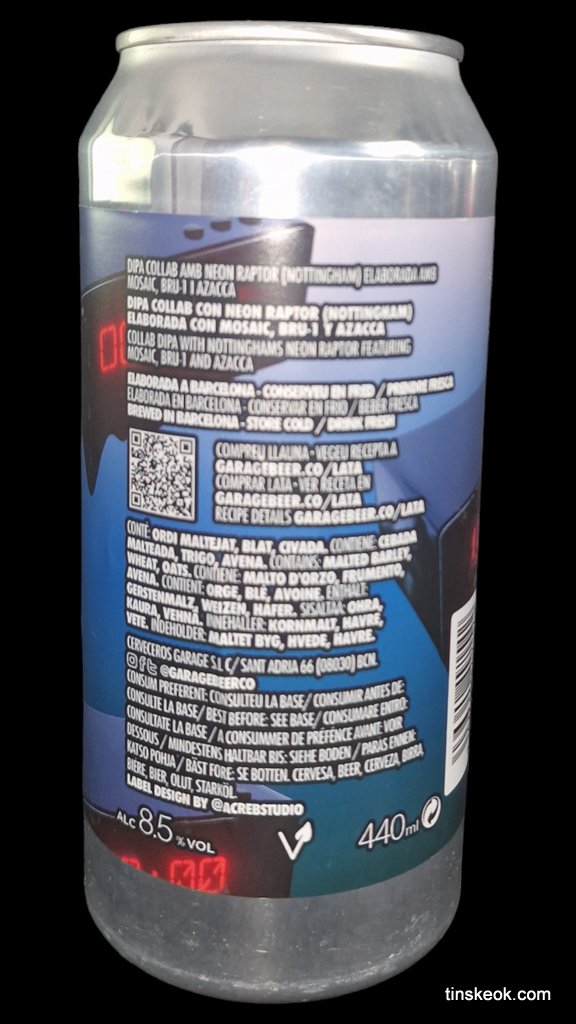 DIPA COLLAB AMB NEON RAPTOR (NOTTINGHAM) ELABORADA AMB
MOSAIC, BRU-1 I AZACCA
DIPA COLLAB CON NEON RAPTOR (NOTTINGHAM)
ELABORADA CON MOSAIC, BRU-1 Y AZACCA
COLLAB DIPA WITH NOTTINGHAMS NEON RAPTOR FEATURING
MOSAIC, BRU-1 AND AZACCA
ELABORADA A BARCELONA - CONSERVEU EN FRED / PRENDRE FRESCA
ELABORADA EN BARCELONA - CONSERVAR EN FRIO / BEBER FRESCA
BREWED IN BARCELONA - STORE COLD / DRINK FRESH
COMPREU LLAUNA - VEGEU RECEPTA A
GARAGEBEER.CO/LATA
COMPRAR LATA - VER RECETA EN
GARAGEBEER.CO/LATA
RECIPE DETAILS GARAGEBEER.CO/LATA
CONTÉ: ORDI MALTEJAT, BLAT, CIVADA. CONTIENE: CEBADA
MALTEADA, TRIGO, AVENA. CONTAINS: MALTED BARLEY,
WHEAT, OATS. CONTIENE: MALTO D'ORZO, FRUMENTO,
AVENA. CONTIENT: ORGE, BLÉ, AVOINE. ENTHALT:
GERSTENMALZ, WEIZEN, HAFER. SISALTAA: OHRA,
KAURA, VEHNA. INNEHALLER: KORNMALT, HAVRE,
VETE. INDEHOLDER: MALTET BYG, HVEDE, HAVRE.
CERVECEROS GARAGE S.L C/ SANT ADRIA 66 (08030) BCN.
@GARAGEBEERCO
CONSUM PREFERENT: CONSULTEU LA BASE/ CONSUMIR ANTES DE:
CONSULTE LA BASE/ BEST BEFORE: SEE BASE/ CONSUMARE ENTRO:
CONSULTATE LA BASE / A CONSUMMER DE PRÉFÉNCE AVANT: VOIR
DESSOUS / MINDESTENS HALTBAR BIS: SIEHE BODEN / PARAS ENNEN:
KATSO POHJA / BÄST FORE: SE BOTTEN. CERVESA, BEER, CERVEZA, BIRRA,
BIÈRE, BIER, OLUT, STARKÖL.
LABEL DESIGN BY @ACREBSTUDIO
ALC 8.5 % VOL
440ml
:00
tinskeok.com